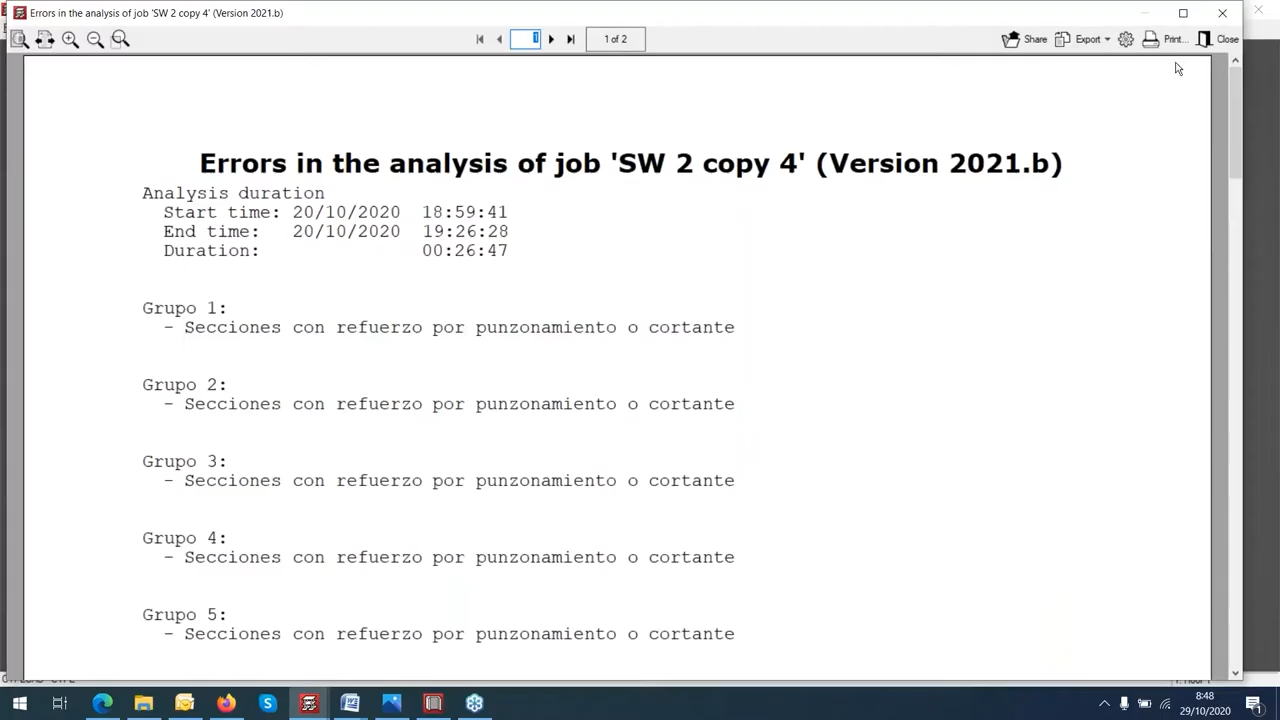 Errors in the analysis of job 'SW 2 copy 4' (Version 2021.b)
1
1 of 2
Share
Export
Print...
Close
Errors in the analysis of job 'SW 2 copy 4' (Version 2021.b)
Analysis duration
Start time: 20/10/2020 18:59:41
End time: 20/10/2020 19:26:28
Duration: 00:26:47
Grupo 1:
- Secciones con refuerzo por punzonamiento o cortante
Grupo 2:
- Secciones con refuerzo por punzonamiento o cortante
Grupo 3:
- Secciones con refuerzo por punzonamiento o cortante
Grupo 4:
- Secciones con refuerzo por punzonamiento o cortante
Grupo 5:
- Secciones con refuerzo por punzonamiento o cortante
8:48
29/10/2020
1